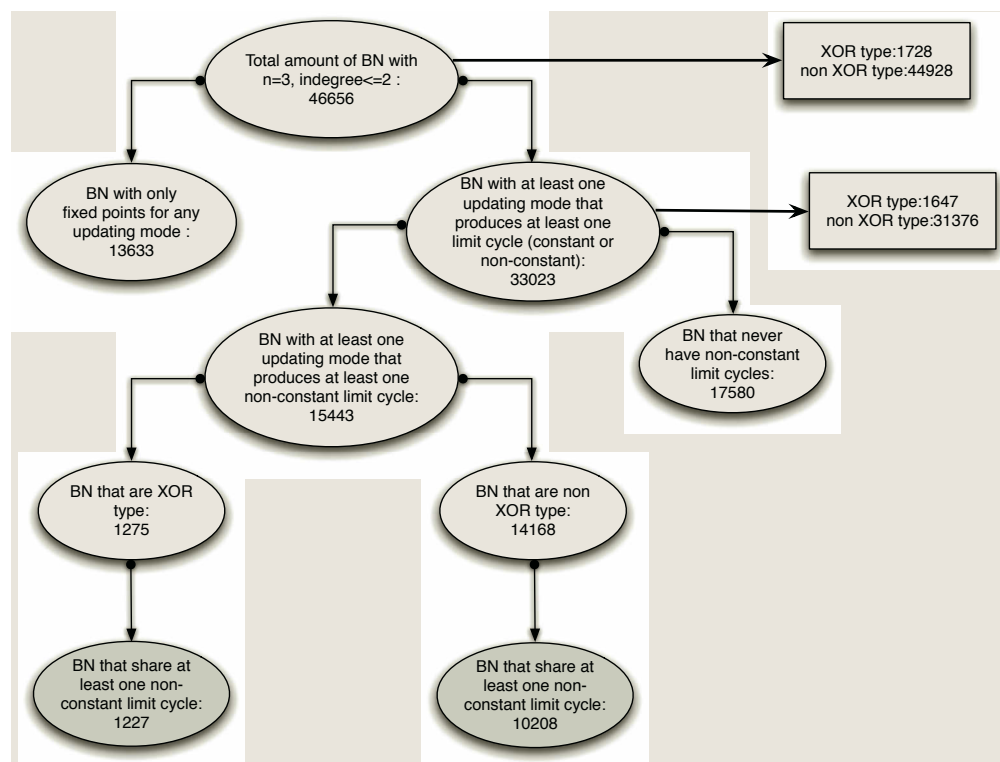 Total amount of BN with
n=3, indegree<=2 :
46656
XOR type:1728
non XOR type:44928
BN with only
fixed points for any
updating mode :
13633
BN with at least one
updating mode that
produces at least one
limit cycle (constant or
non-constant):
33023
XOR type:1647
non XOR type:31376
BN with at least one
updating mode that
produces at least one
non-constant limit cycle:
15443
BN that never
have non-constant
limit cycles:
17580
BN that are XOR
type:
1275
BN that are non
XOR type:
14168
BN that share at
least one non-
constant limit cycle:
1227
BN that share at
least one non-
constant limit cycle:
10208